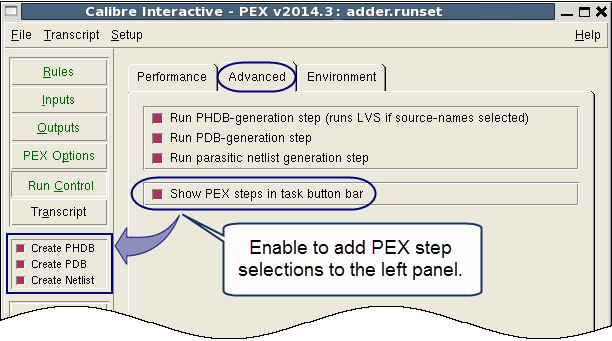 Calibre Interactive - PEX v2014.3: adder.runset
File Transcript Setup Help
Rules
Inputs
Outputs
PEX Options
Run Control
Transcript
Create PHDB
Create PDB
Create Netlist
Performance Advanced Environment
Run PHDB-generation step (runs LVS if source-names selected)
Run PDB-generation step
Run parasitic netlist generation step
Show PEX steps in task button bar
Enable to add PEX step
selections to the left panel.